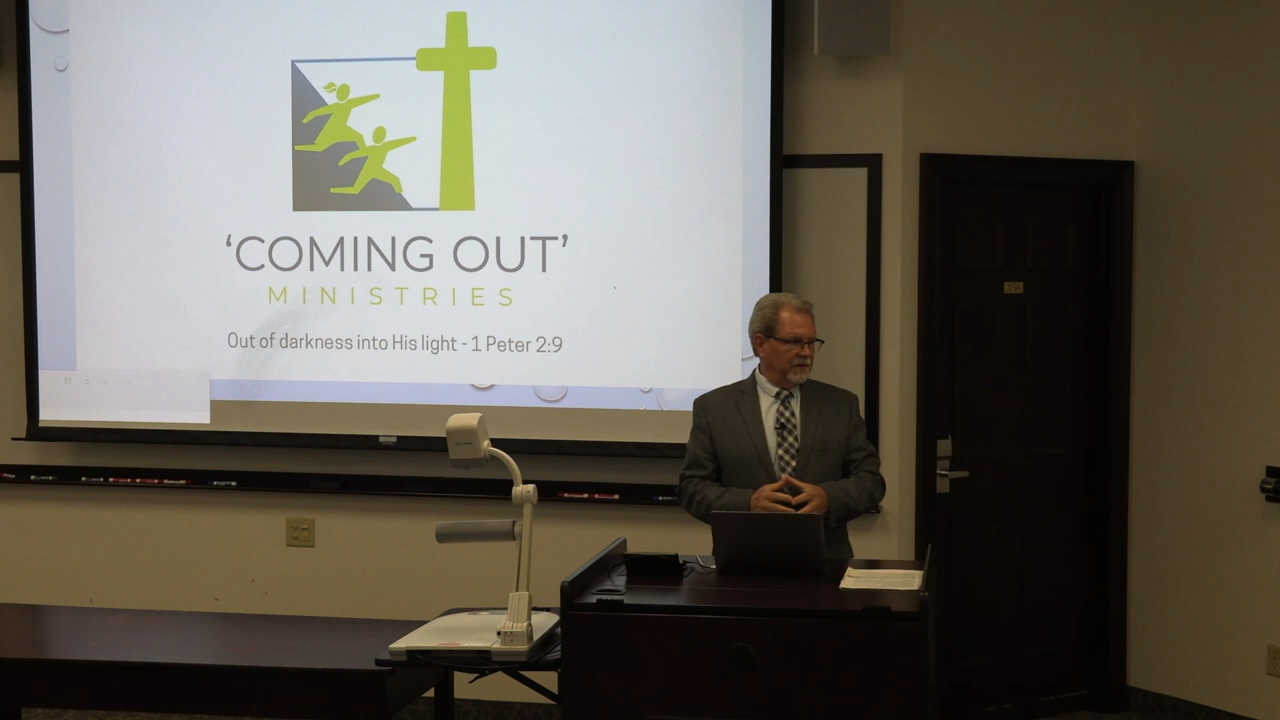 ‘COMING OUT’
MINISTRIES
Out of darkness into His light - 1 Peter 2:9